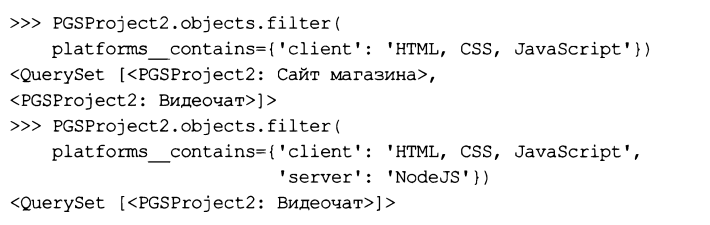 >>> PGSProject2.objects.filter(
    platforms__contains={'client': 'HTML, CSS, JavaScript'})
<QuerySet [<PGSProject2: Сайт магазина>,
<PGSProject2: Видеочат>]>
>>> PGSProject2.objects.filter(
    platforms__contains={'client': 'HTML, CSS, JavaScript',
                         'server': 'NodeJS'})
<QuerySet [<PGSProject2: Видеочат>]>